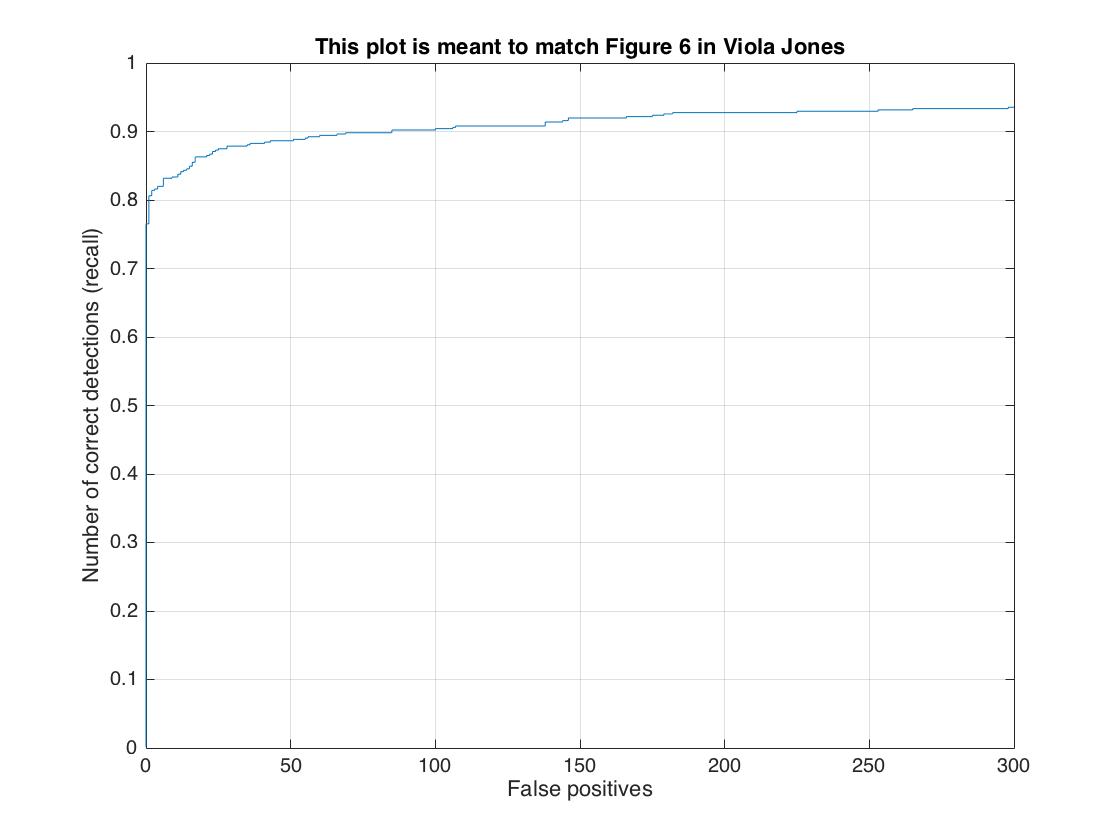 This plot is meant to match Figure 6 in Viola Jones
1
0.9
0.8
0.7
0.6
0.5
0.4
0.3
0.2
0.1
0
Number of correct detections (recall)
0 50 100 150 200 250 300
False positives